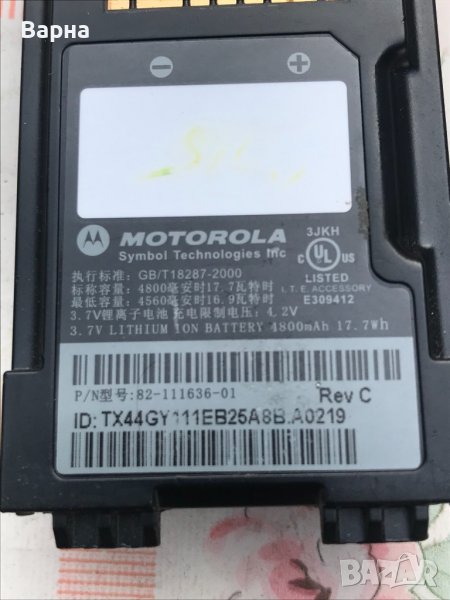 Варна
MOTOROLA
Symbol Technologies Inc
3JKH
C UL US
LISTED
I.T.E. ACCESSORY
E309412
执行标准: GB/T18287-2000
标称容量: 4800毫安时17.7瓦特时
最低容量: 4560毫安时16.9瓦特时
3.7V锂离子电池 充电限制电压: 4.2V
3.7V LITHIUM ION BATTERY 4800mAh 17.7Wh
P/N型号: 82-111636-01
Rev C
ID: TX44GY111EB25A8B.A0219
BAZAR.bg